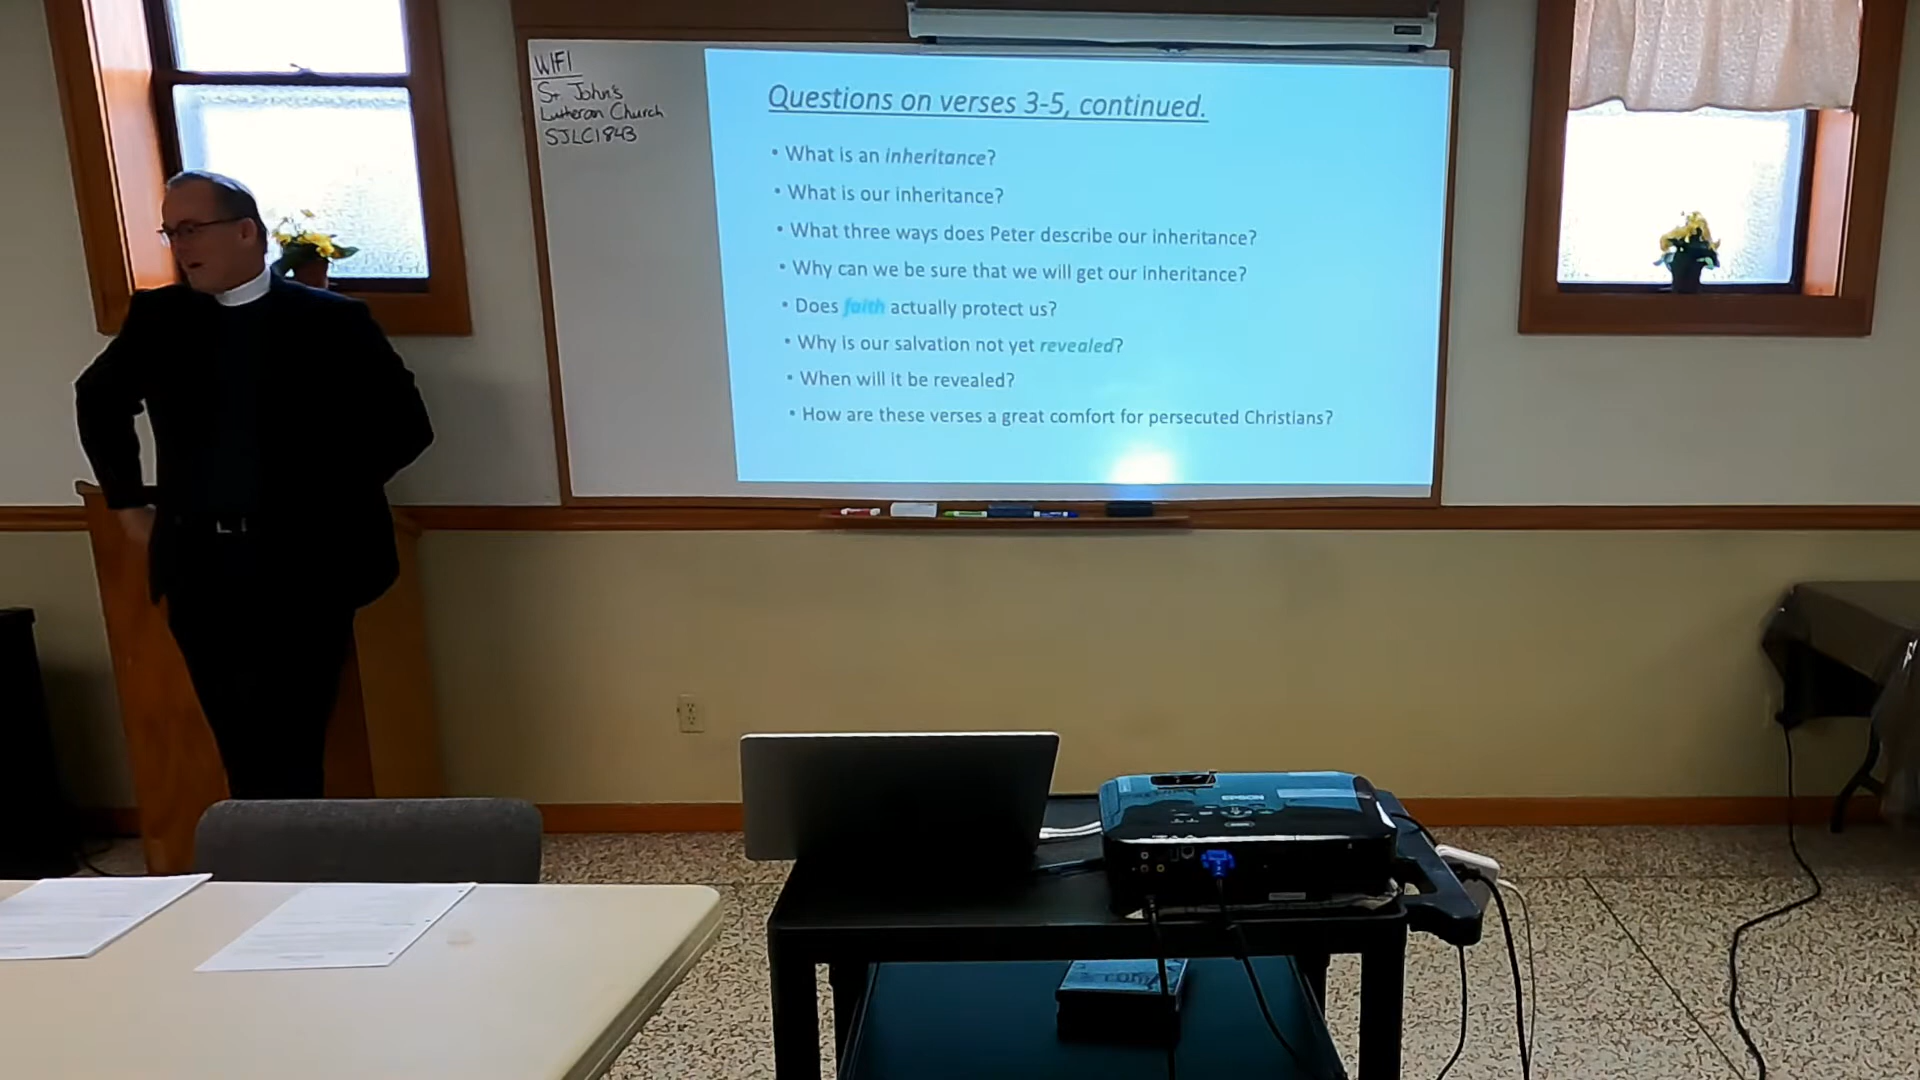 WIFI
St. John's
Lutheran Church
SJLC1843
Questions on verses 3-5, continued.
• What is an inheritance?
• What is our inheritance?
• What three ways does Peter describe our inheritance?
• Why can we be sure that we will get our inheritance?
• Does faith actually protect us?
• Why is our salvation not yet revealed?
• When will it be revealed?
• How are these verses a great comfort for persecuted Christians?
EPSON